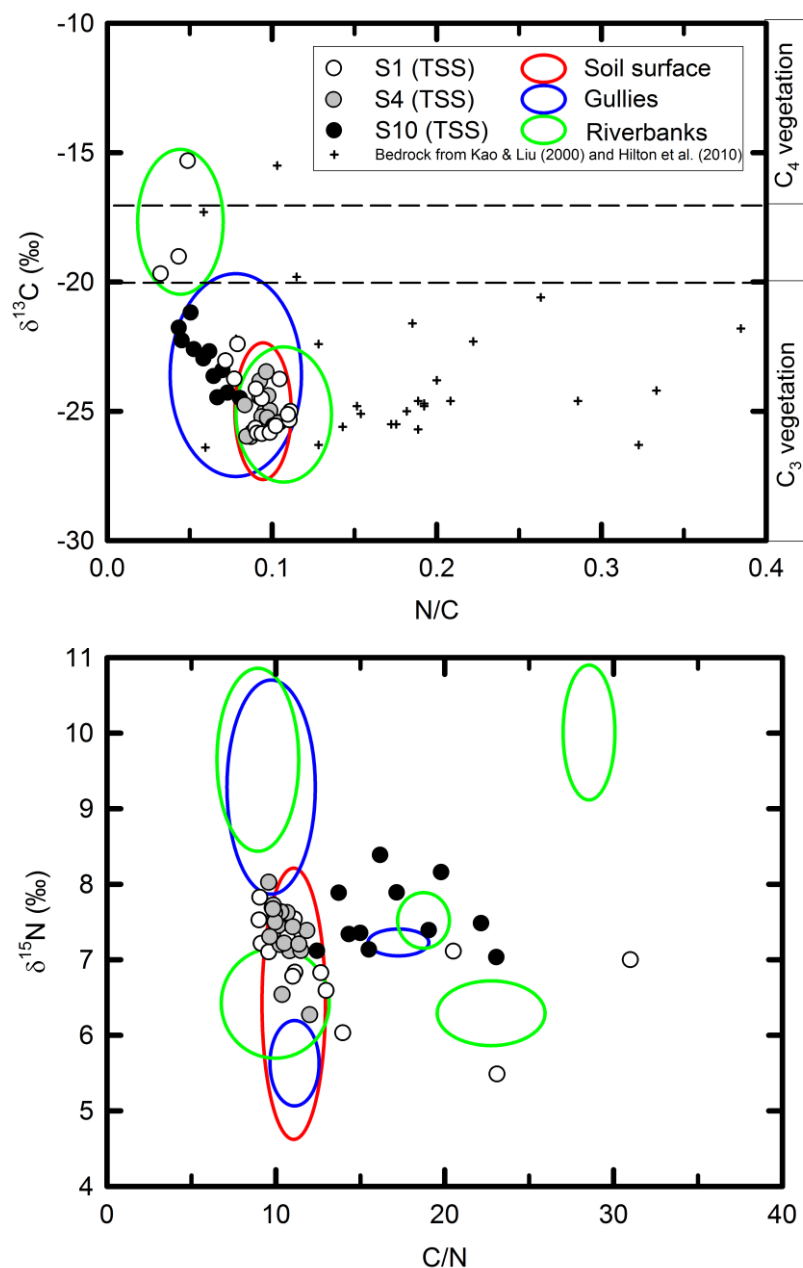 -10
S1 (TSS) Soil surface
S4 (TSS) Gullies
S10 (TSS) Riverbanks
Bedrock from Kao & Liu (2000) and Hilton et al. (2010)
C4 vegetation
-15
δ13C (‰)
-20
-25
C3 vegetation
-30
0.0 0.1 0.2 0.3 0.4
N/C
11
10
9
8
δ15N (‰)
7
6
5
4
0 10 20 30 40
C/N